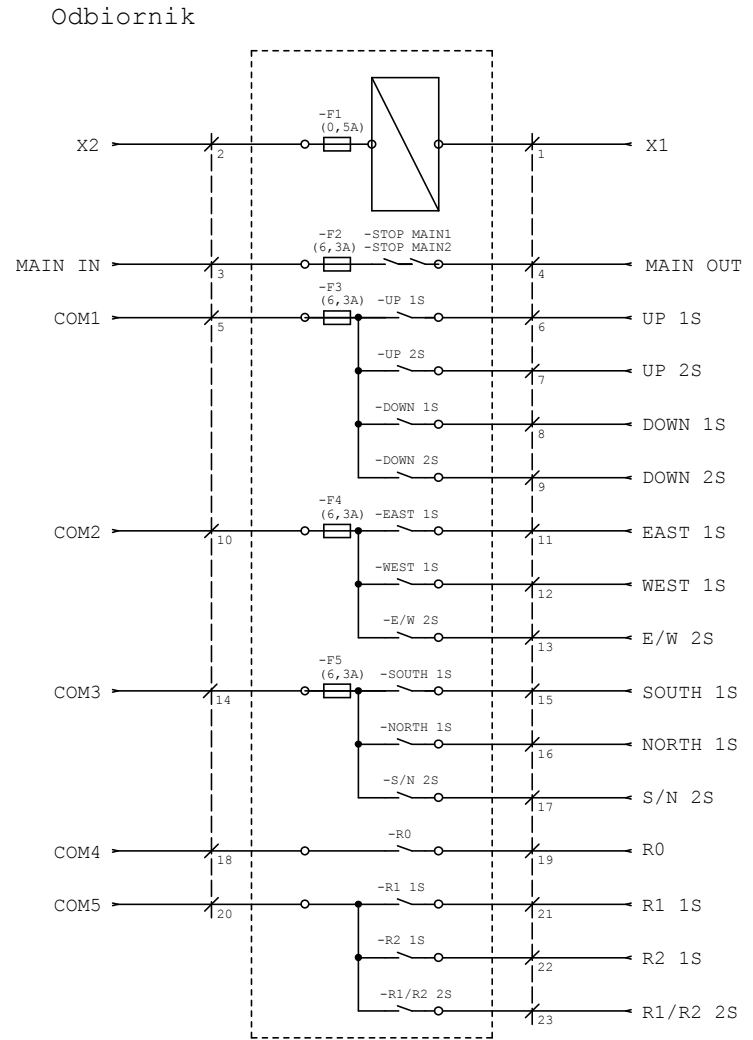 Odbiornik
-F1
(0,5A)
X2
2
1
X1
-F2
-STOP MAIN1
(6,3A)
-STOP MAIN2
MAIN IN
3
4
MAIN OUT
-F3
(6,3A)
-UP 1S
COM1
5
6
UP 1S
-UP 2S
7
UP 2S
-DOWN 1S
8
DOWN 1S
-DOWN 2S
9
DOWN 2S
-F4
(6,3A)
-EAST 1S
COM2
10
11
EAST 1S
-WEST 1S
12
WEST 1S
-E/W 2S
13
E/W 2S
-F5
(6,3A)
-SOUTH 1S
COM3
14
15
SOUTH 1S
-NORTH 1S
16
NORTH 1S
-S/N 2S
17
S/N 2S
-R0
COM4
18
19
R0
-R1 1S
COM5
20
21
R1 1S
-R2 1S
22
R2 1S
-R1/R2 2S
23
R1/R2 2S